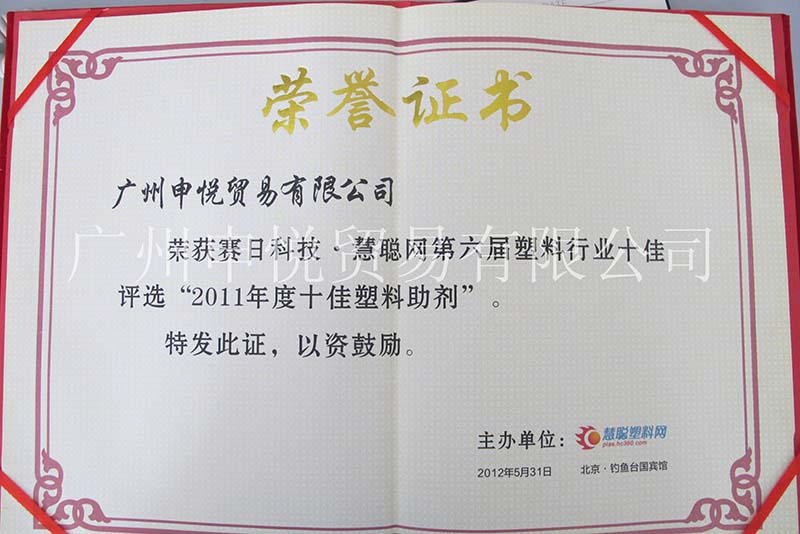 荣誉证书
广州申悦贸易有限公司
荣获赛日科技·慧聪网第六届塑料行业十佳
评选“2011年度十佳塑料助剂”。
特发此证，以资鼓励。
主办单位：慧聪塑料网
plas.hc360.com
2012年5月31日 北京·钓鱼台国宾馆
广州申悦贸易有限公司